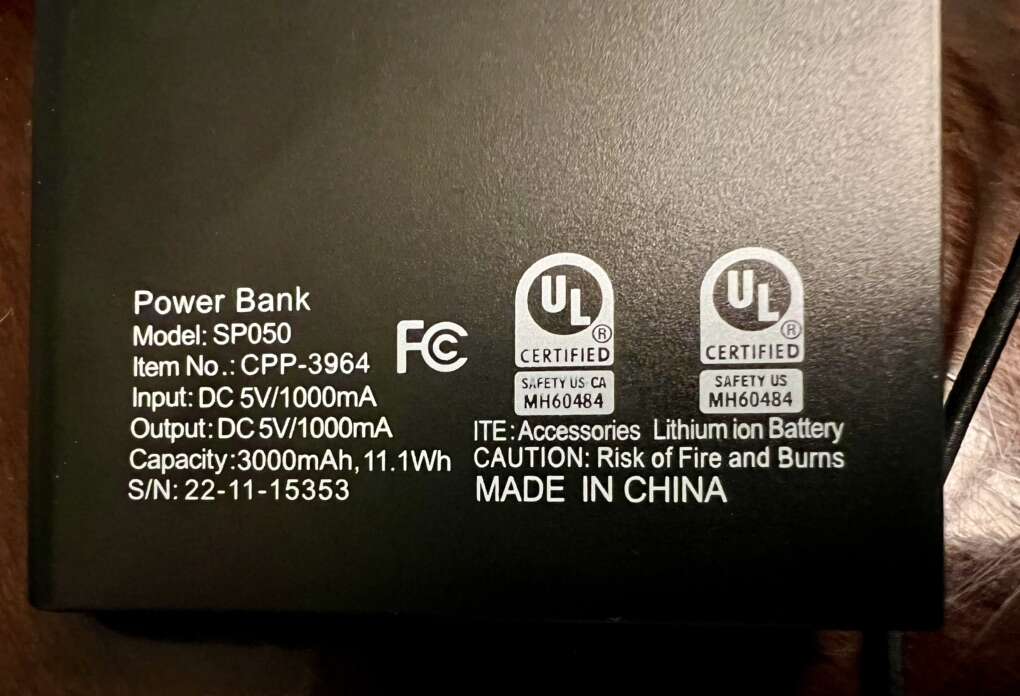 Power Bank
Model: SP050
Item No.: CPP-3964
Input: DC 5V/1000mA
Output: DC 5V/1000mA
Capacity: 3000mAh, 11.1Wh
S/N: 22-11-15353
FC
UL ®
CERTIFIED
SAFETY US CA
MH60484
UL ®
CERTIFIED
SAFETY US
MH60484
ITE: Accessories Lithium ion Battery
CAUTION: Risk of Fire and Burns
MADE IN CHINA